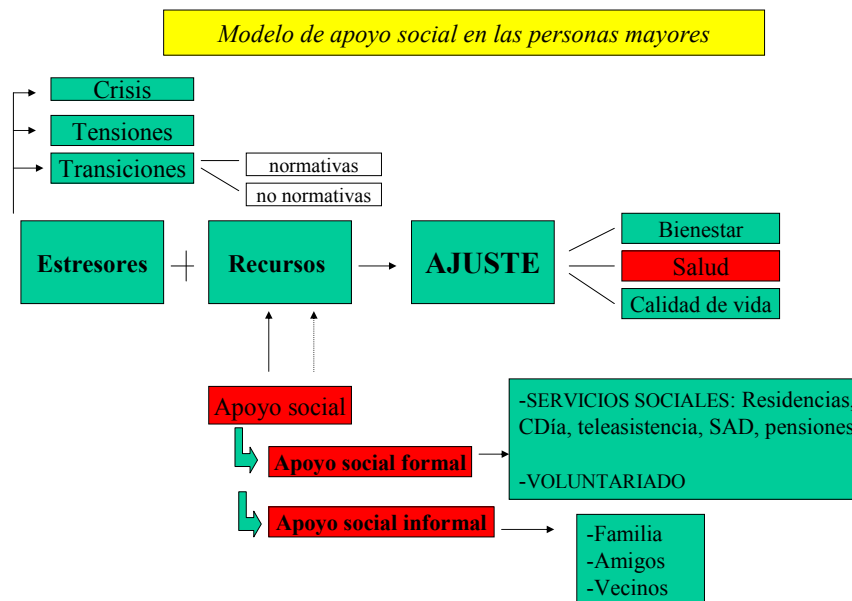 Modelo de apoyo social en las personas mayores
Crisis
Tensiones
Transiciones
normativas
no normativas
Estresores
Recursos
AJUSTE
Bienestar
Salud
Calidad de vida
Apoyo social
Apoyo social formal
Apoyo social informal
-SERVICIOS SOCIALES: Residencias,
CDía, teleasistencia, SAD, pensiones
-VOLUNTARIADO
-Familia
-Amigos
-Vecinos